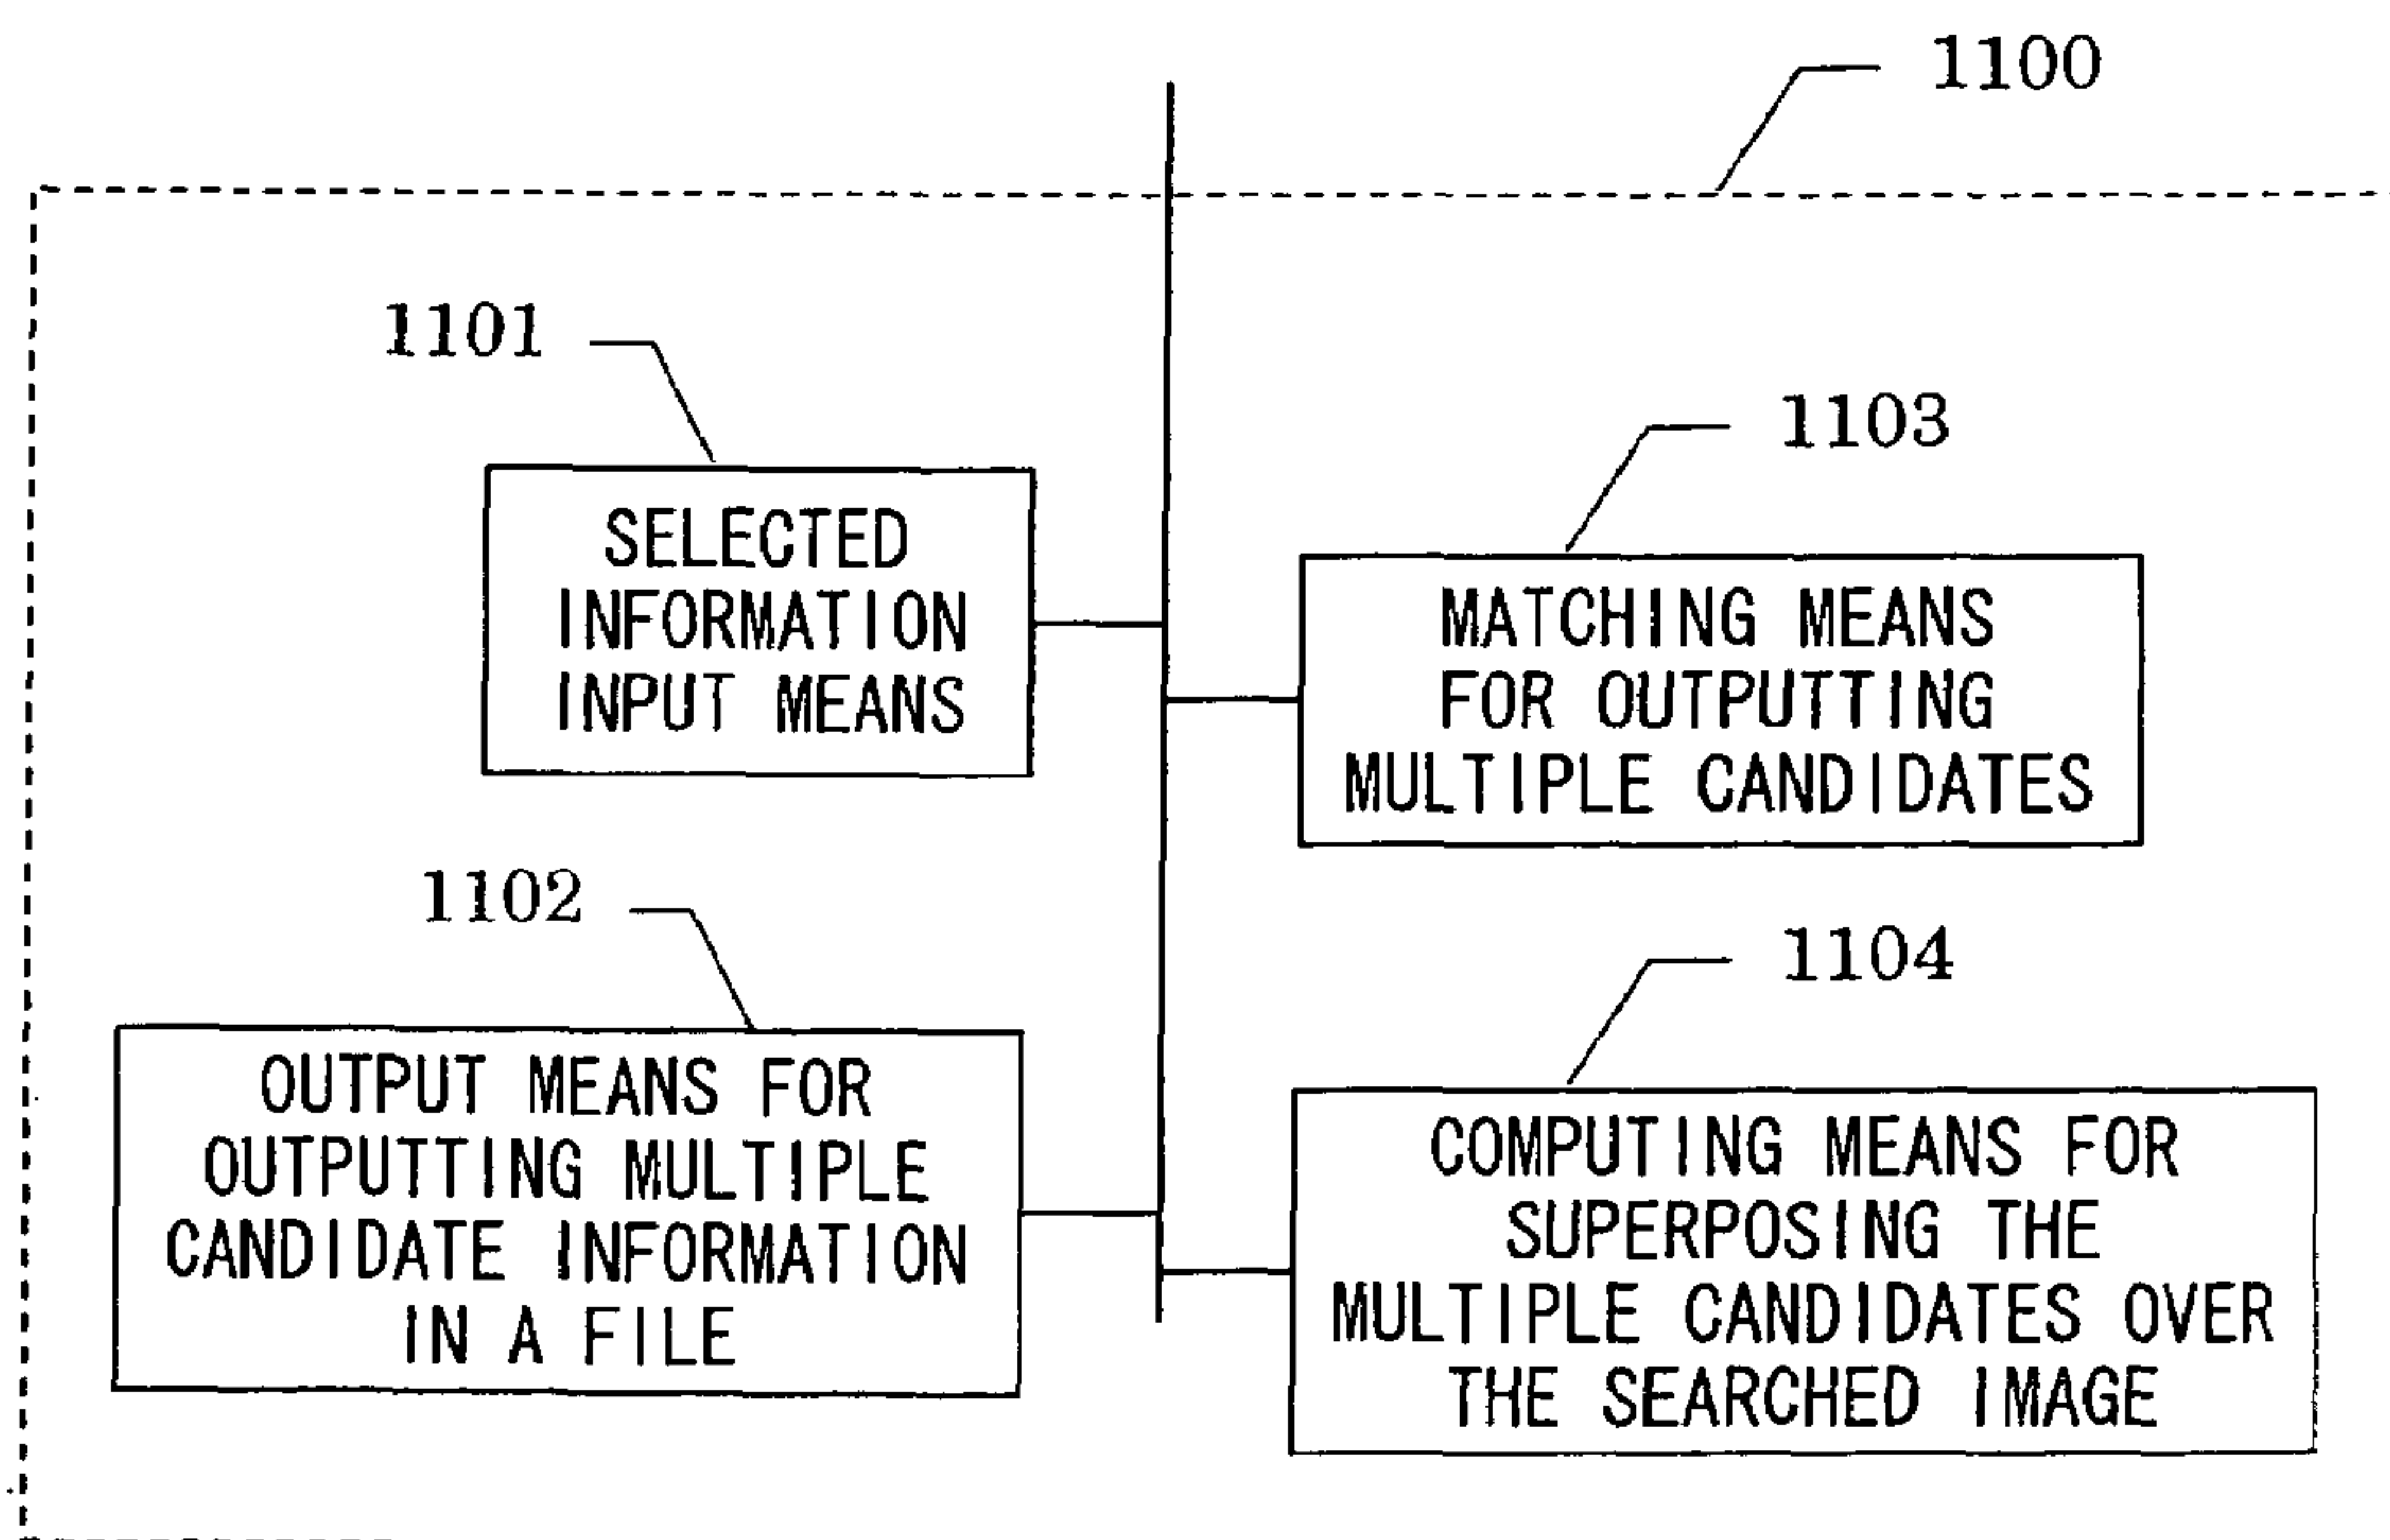 1100
1101
SELECTED
INFORMATION
INPUT MEANS
1103
MATCHING MEANS
FOR OUTPUTTING
MULTIPLE CANDIDATES
1102
OUTPUT MEANS FOR
OUTPUTTING MULTIPLE
CANDIDATE INFORMATION
IN A FILE
1104
COMPUTING MEANS FOR
SUPERPOSING THE
MULTIPLE CANDIDATES OVER
THE SEARCHED IMAGE